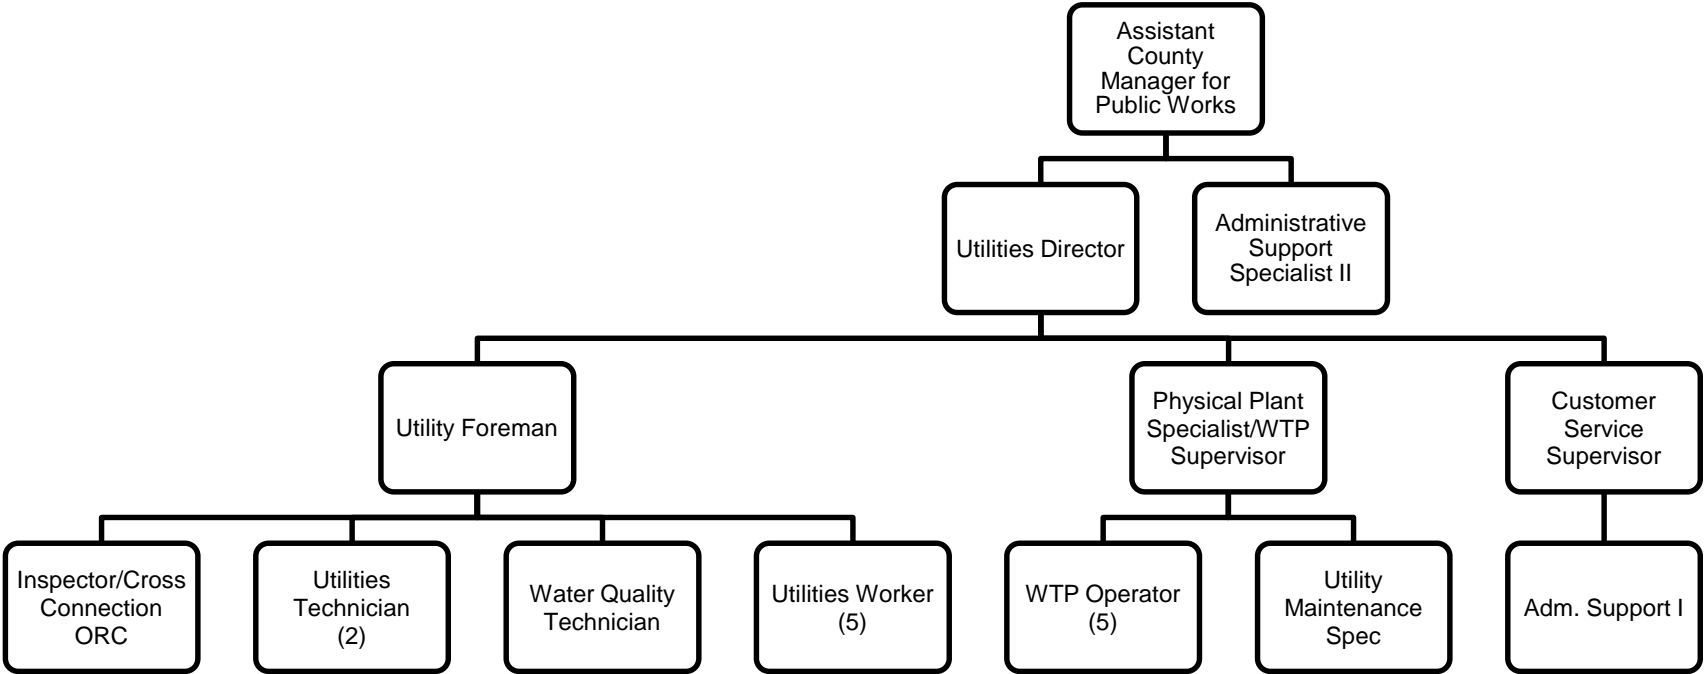 Assistant
County
Manager for
Public Works
Utilities Director
Administrative
Support
Specialist II
Utility Foreman
Physical Plant
Specialist/WTP
Supervisor
Customer
Service
Supervisor
Inspector/Cross
Connection
ORC
Utilities
Technician
(2)
Water Quality
Technician
Utilities Worker
(5)
WTP Operator
(5)
Utility
Maintenance
Spec
Adm. Support I